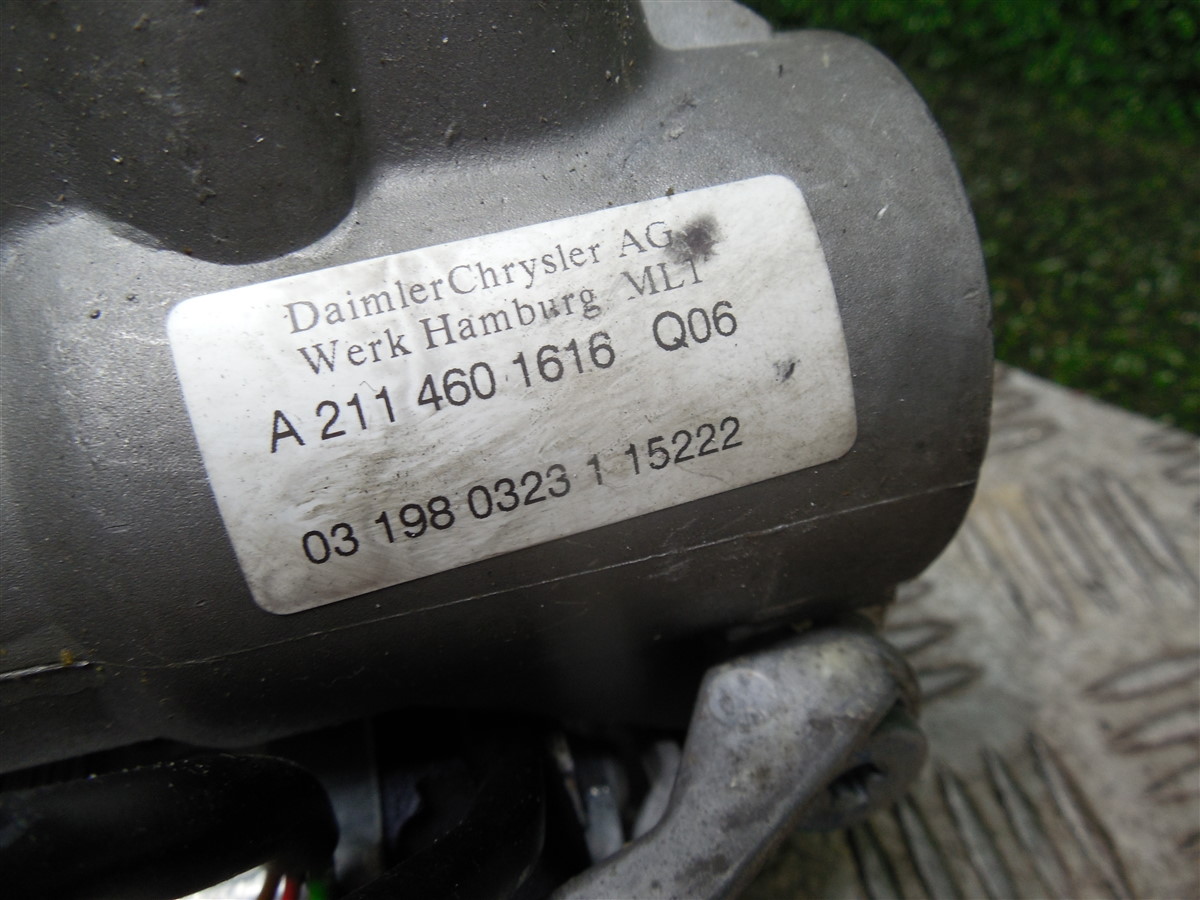 DaimlerChrysler AG
Werk Hamburg ML1
A 211 460 1616 Q06
03 198 0323 1 15222